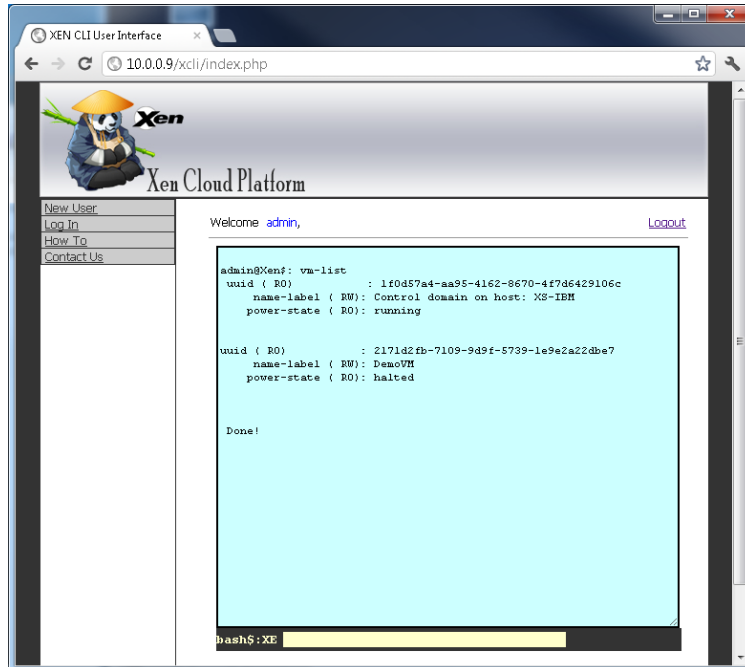 XEN CLI User Interface
10.0.0.9/xcli/index.php
Xen
Xen Cloud Platform
New User
Log In
How To
Contact Us
Welcome admin,
Logout
admin@Xen$: vm-list
uuid ( RO) : 1f0d57a4-aa95-4162-8670-4f7d6429106c
name-label ( RW): Control domain on host: XS-IBM
power-state ( RO): running
uuid ( RO) : 2171d2fb-7109-9d9f-5739-1e9e2a22dbe7
name-label ( RW): DemoVM
power-state ( RO): halted
Done!
bash$:XE